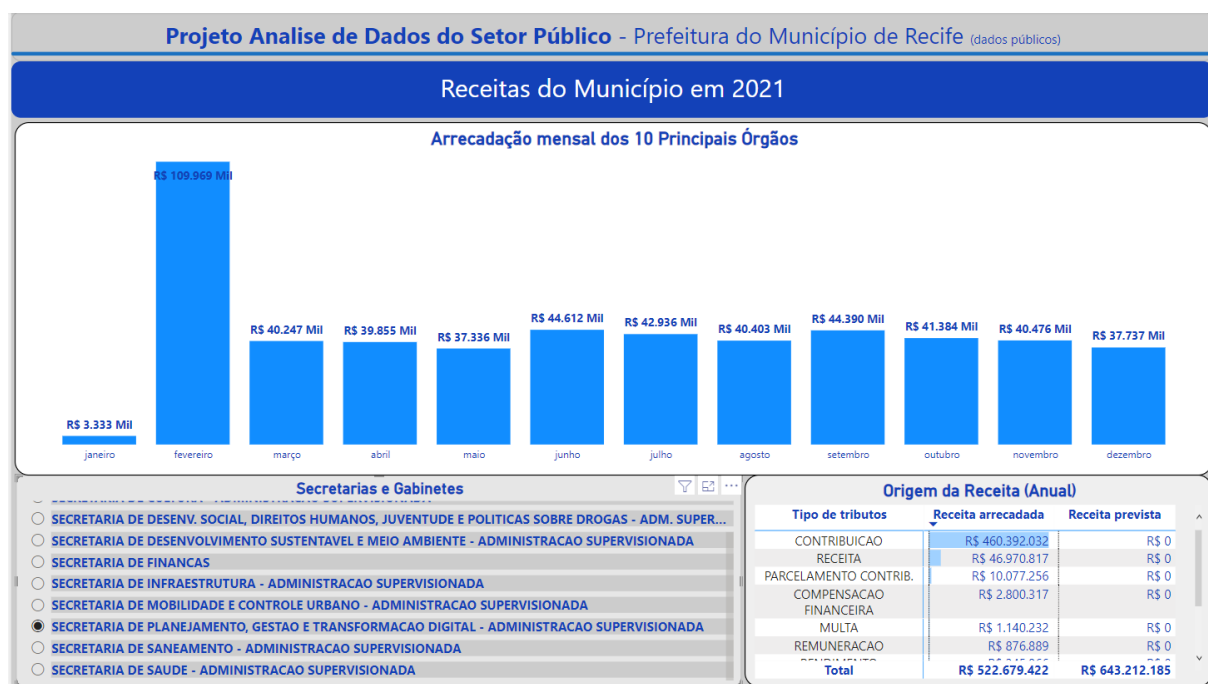 Projeto Analise de Dados do Setor Público - Prefeitura do Município de Recife (dados públicos)
Receitas do Município em 2021
Arrecadação mensal dos 10 Principais Órgãos
R$ 3.333 Mil
R$ 109.969 Mil
R$ 40.247 Mil
R$ 39.855 Mil
R$ 37.336 Mil
R$ 44.612 Mil
R$ 42.936 Mil
R$ 40.403 Mil
R$ 44.390 Mil
R$ 41.384 Mil
R$ 40.476 Mil
R$ 37.737 Mil
janeiro fevereiro março abril maio junho julho agosto setembro outubro novembro dezembro
Secretarias e Gabinetes
SECRETARIA DE DESENV. SOCIAL, DIREITOS HUMANOS, JUVENTUDE E POLITICAS SOBRE DROGAS - ADM. SUPER...
SECRETARIA DE DESENVOLVIMENTO SUSTENTAVEL E MEIO AMBIENTE - ADMINISTRACAO SUPERVISIONADA
SECRETARIA DE FINANCAS
SECRETARIA DE INFRAESTRUTURA - ADMINISTRACAO SUPERVISIONADA
SECRETARIA DE MOBILIDADE E CONTROLE URBANO - ADMINISTRACAO SUPERVISIONADA
SECRETARIA DE PLANEJAMENTO, GESTAO E TRANSFORMACAO DIGITAL - ADMINISTRACAO SUPERVISIONADA
SECRETARIA DE SANEAMENTO - ADMINISTRACAO SUPERVISIONADA
SECRETARIA DE SAUDE - ADMINISTRACAO SUPERVISIONADA
Origem da Receita (Anual)
Tipo de tributos Receita arrecadada Receita prevista
CONTRIBUICAO R$ 460.392.032 R$ 0
RECEITA R$ 46.970.817 R$ 0
PARCELAMENTO CONTRIB. R$ 10.077.256 R$ 0
COMPENSACAO R$ 2.800.317 R$ 0
FINANCEIRA
MULTA R$ 1.140.232 R$ 0
REMUNERACAO R$ 876.889 R$ 0
Total R$ 522.679.422 R$ 643.212.185